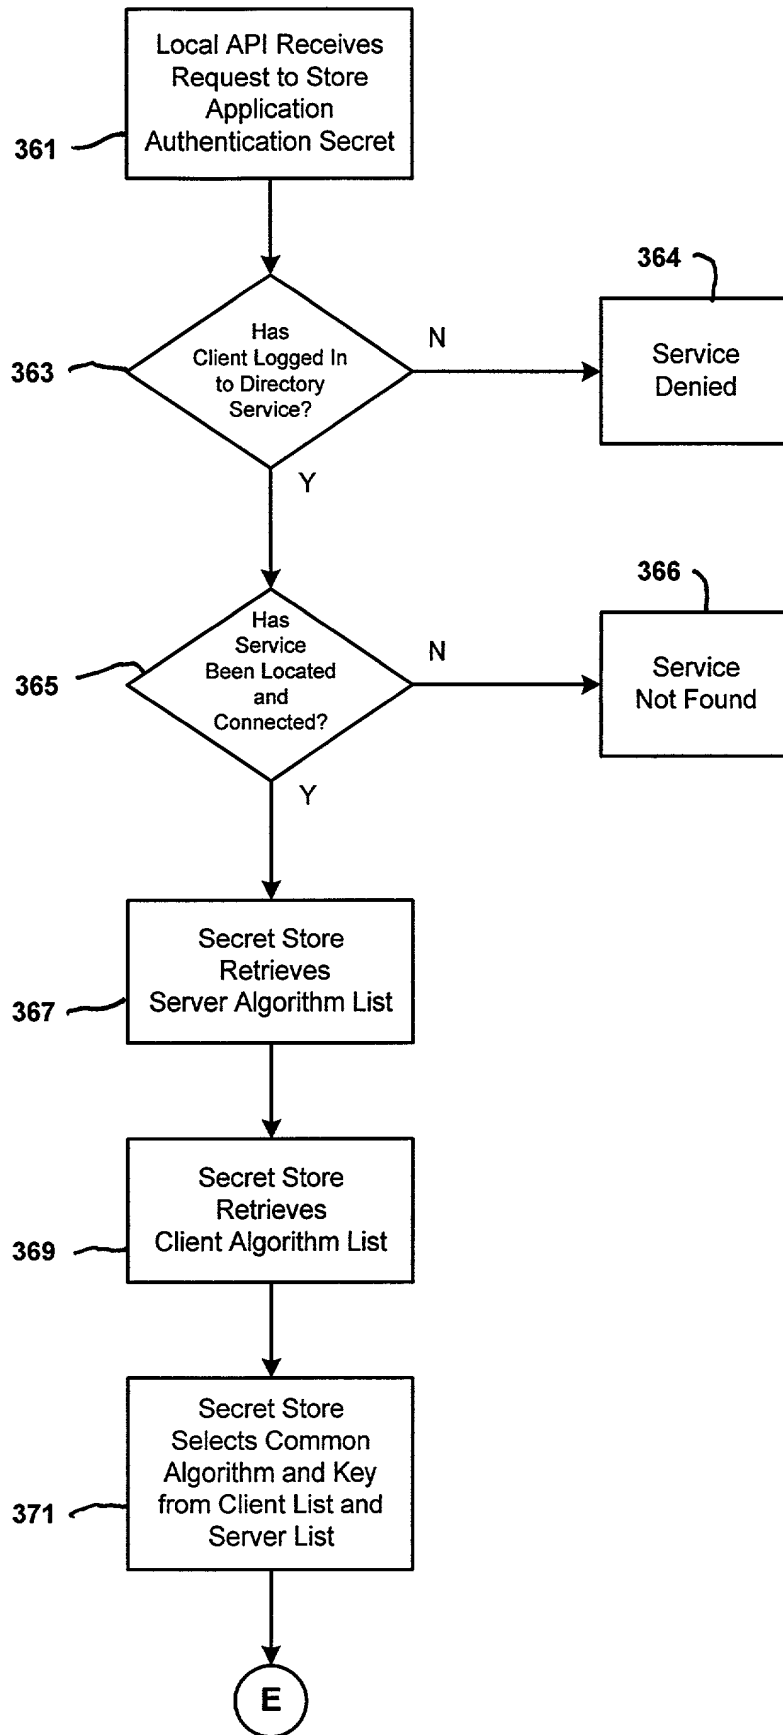 Local API Receives
Request to Store
Application
Authentication Secret
361
364
Has
Client Logged In
to Directory
Service?
363
N
Service
Denied
Y
366
Has
Service
Been Located
and
Connected?
365
N
Service
Not Found
Y
Secret Store
Retrieves
Server Algorithm List
367
Secret Store
Retrieves
Client Algorithm List
369
Secret Store
Selects Common
Algorithm and Key
from Client List and
Server List
371
E